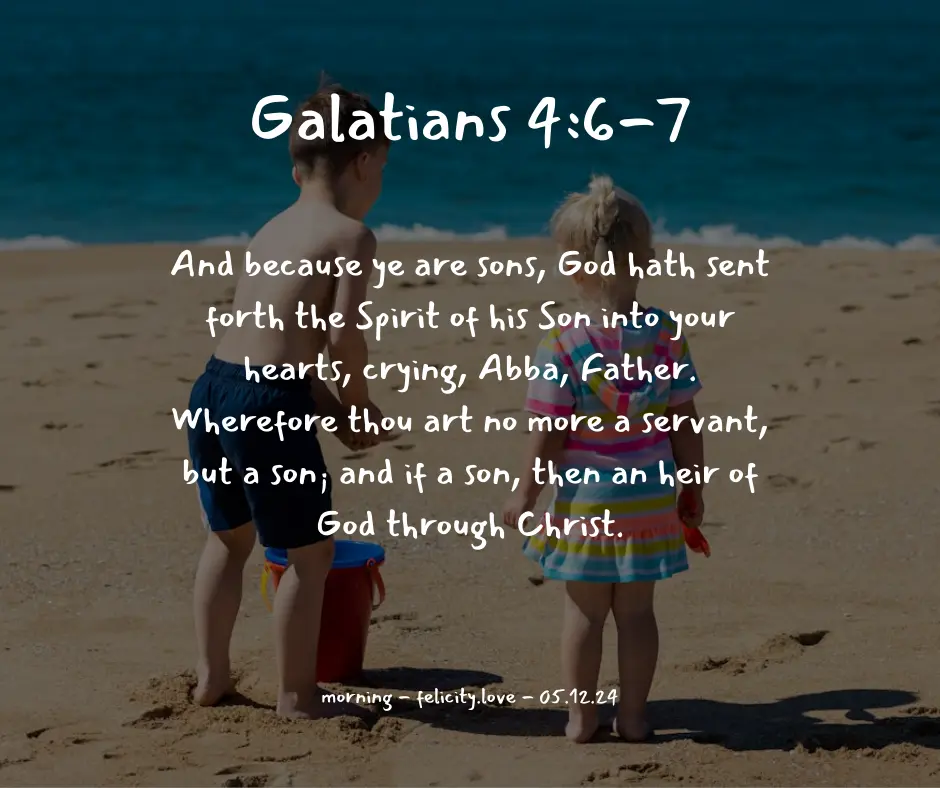 Galatians 4:6-7
And because ye are sons, God hath sent
forth the Spirit of his Son into your
hearts, crying, Abba, Father.
Wherefore thou art no more a servant,
but a son; and if a son, then an heir of
God through Christ.
morning - felicity.love - 05.12.24